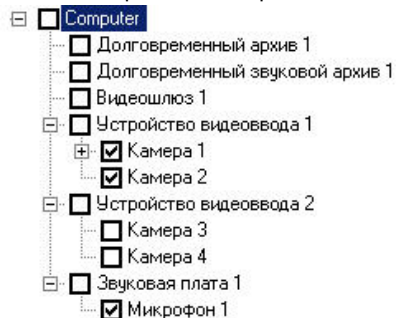 Computer
Долговременный архив 1
Долговременный звуковой архив 1
Видеошлюз 1
Устройство видеоввода 1
Камера 1
Камера 2
Устройство видеоввода 2
Камера 3
Камера 4
Звуковая плата 1
Микрофон 1